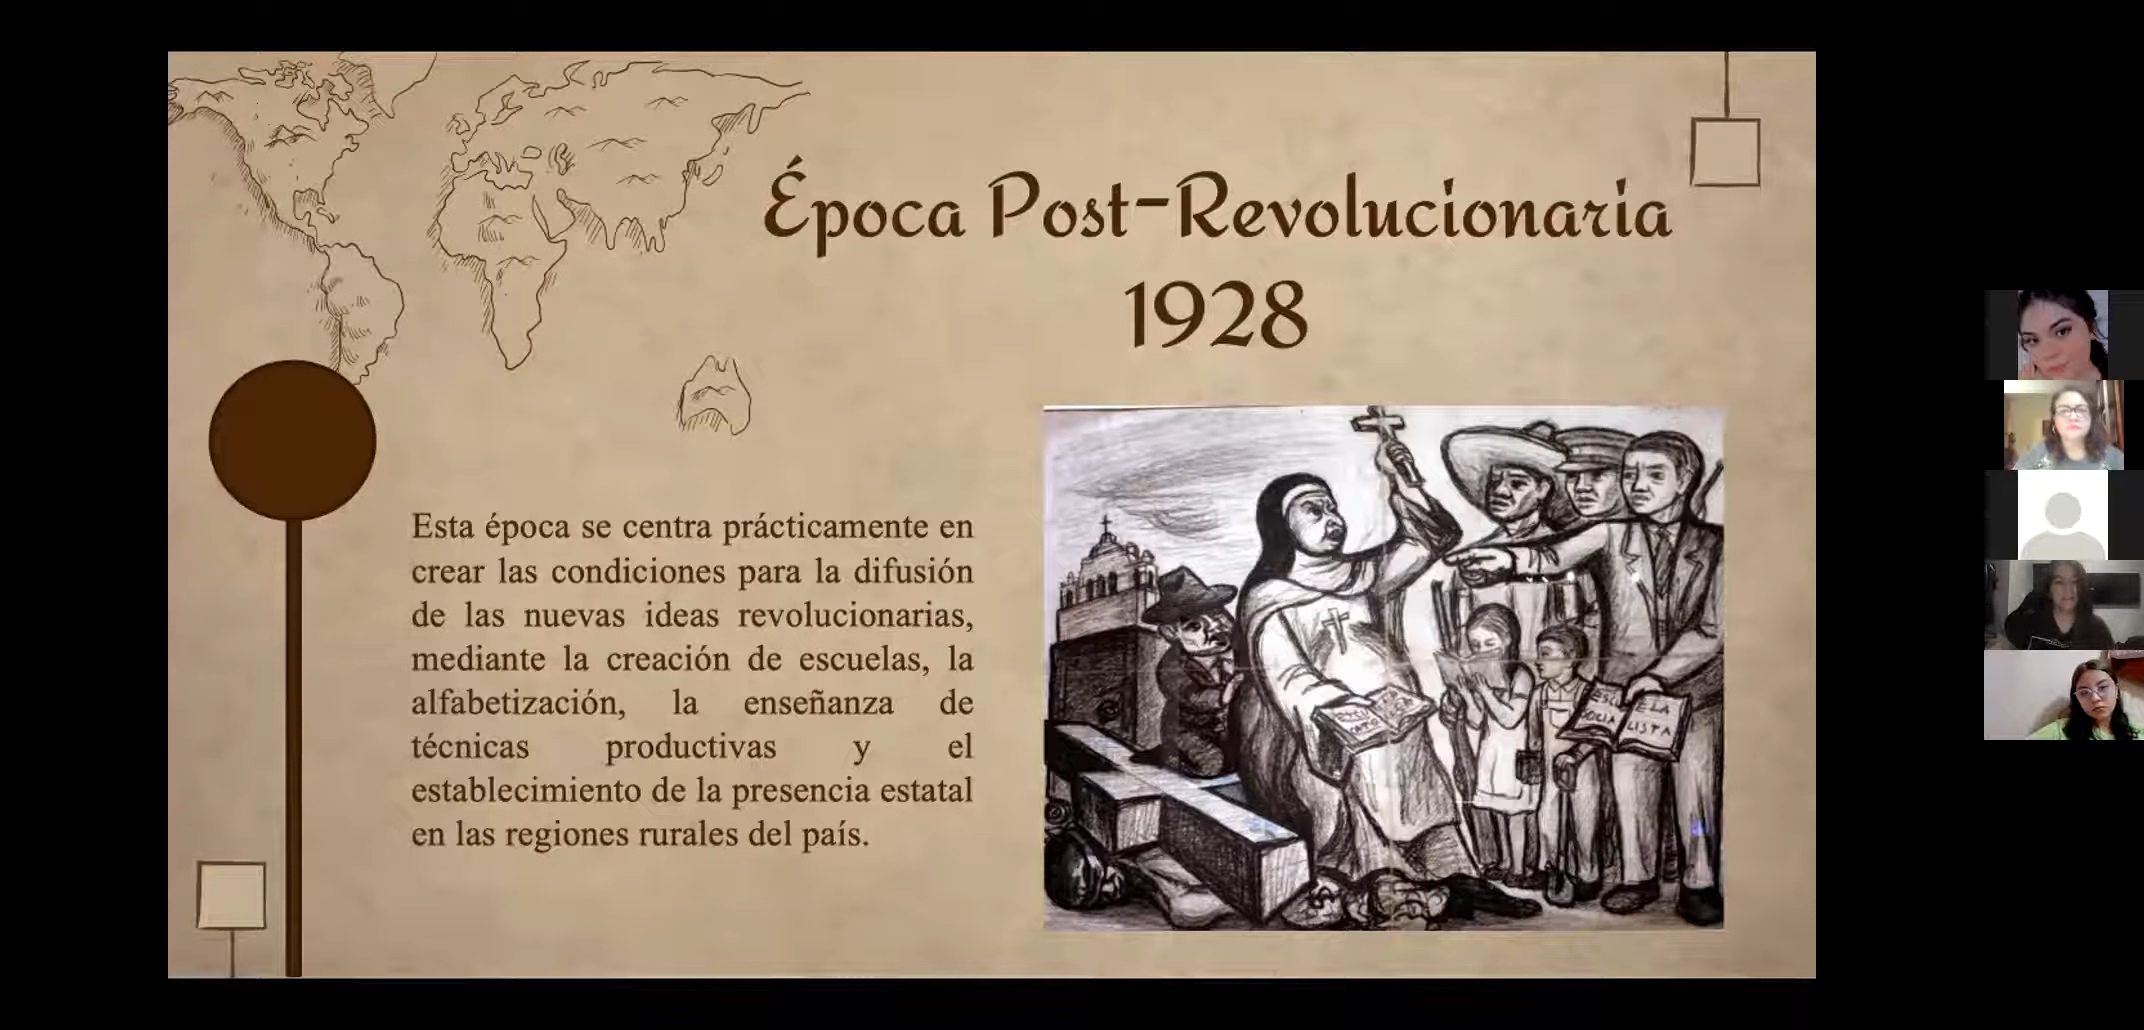 Época Post-Revolucionaria
1928
Esta época se centra prácticamente en
crear las condiciones para la difusión
de las nuevas ideas revolucionarias,
mediante la creación de escuelas, la
alfabetización, la enseñanza de
técnicas productivas y el
establecimiento de la presencia estatal
en las regiones rurales del país.
ESCUELA
SOCIALISTA